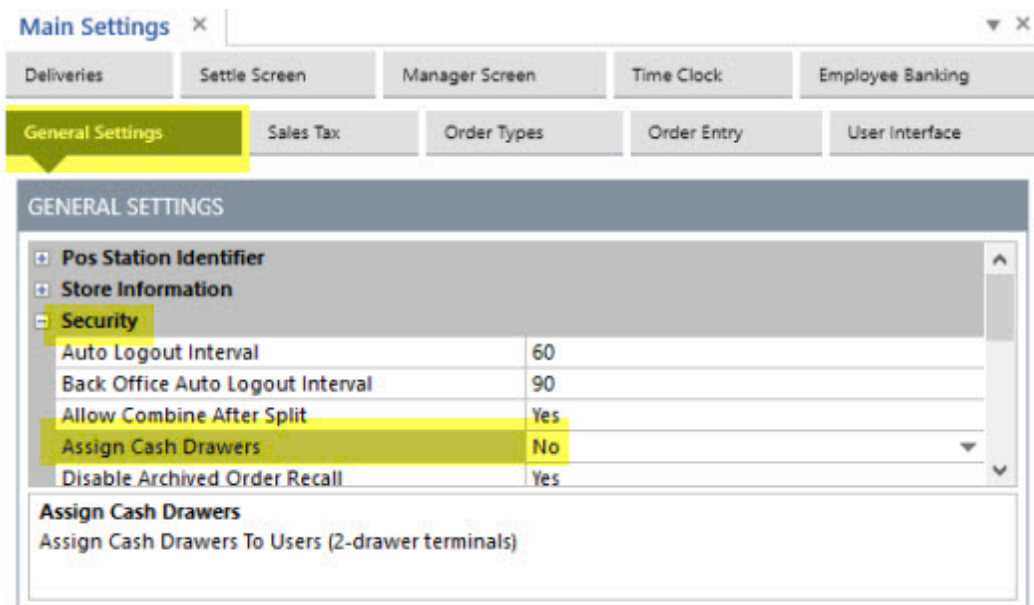 Main Settings ×
Deliveries Settle Screen Manager Screen Time Clock Employee Banking
General Settings Sales Tax Order Types Order Entry User Interface
GENERAL SETTINGS
Pos Station Identifier
Store Information
Security
Auto Logout Interval 60
Back Office Auto Logout Interval 90
Allow Combine After Split Yes
Assign Cash Drawers No
Disable Archived Order Recall Yes
Assign Cash Drawers
Assign Cash Drawers To Users (2-drawer terminals)